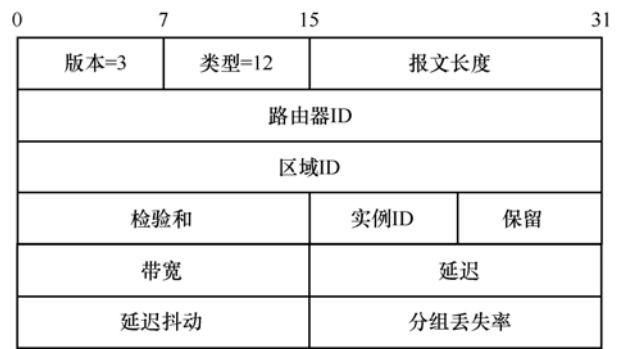 0 7 15 31
版本=3 类型=12 报文长度
路由器ID
区域ID
检验和 实例ID 保留
带宽 延迟
延迟抖动 分组丢失率